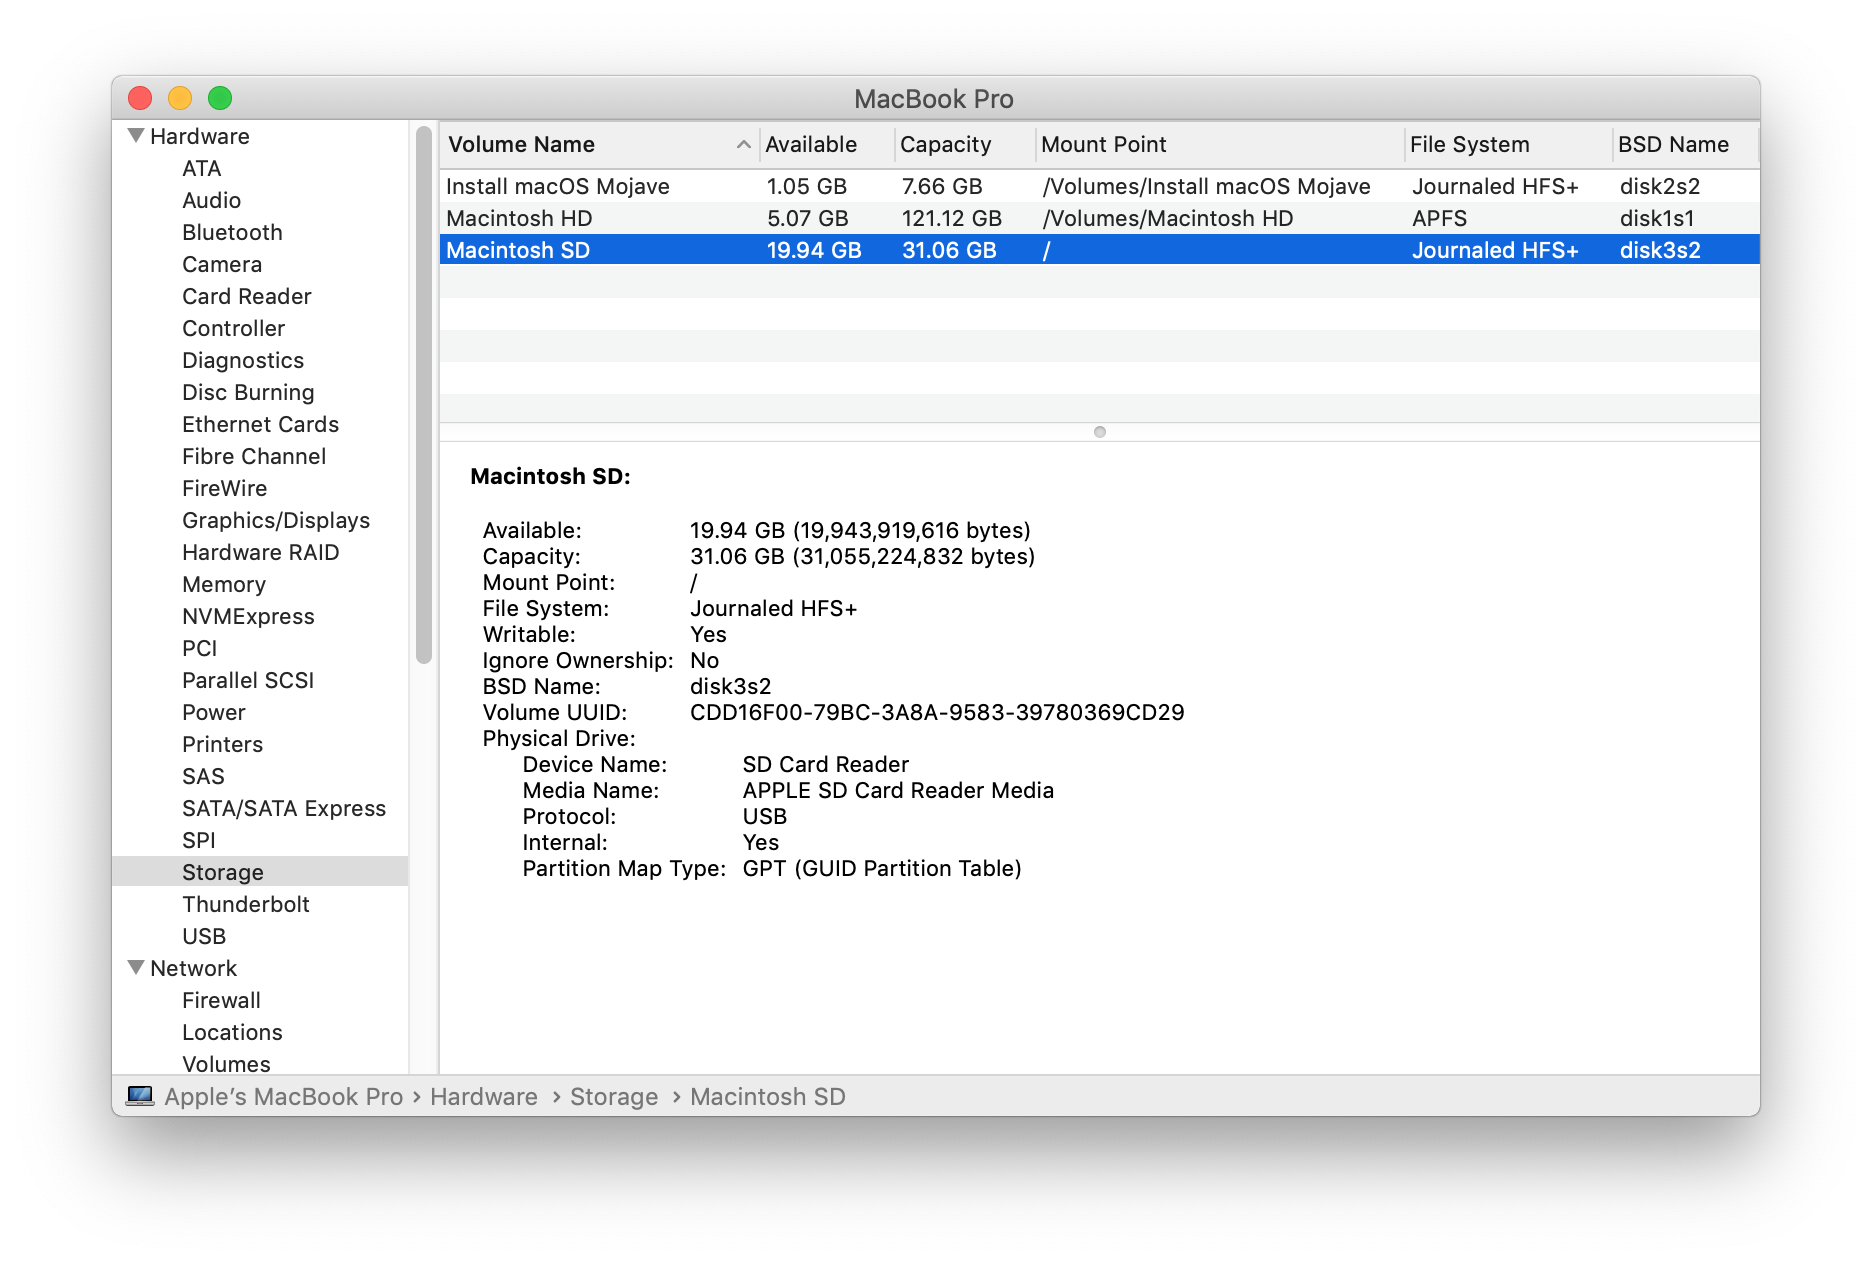 MacBook Pro
Hardware
ATA
Audio
Bluetooth
Camera
Card Reader
Controller
Diagnostics
Disc Burning
Ethernet Cards
Fibre Channel
FireWire
Graphics/Displays
Hardware RAID
Memory
NVMExpress
PCI
Parallel SCSI
Power
Printers
SAS
SATA/SATA Express
SPI
Storage
Thunderbolt
USB
Network
Firewall
Locations
Volumes
Volume Name Available Capacity Mount Point File System BSD Name
Install macOS Mojave 1.05 GB 7.66 GB /Volumes/Install macOS Mojave Journaled HFS+ disk2s2
Macintosh HD 5.07 GB 121.12 GB /Volumes/Macintosh HD APFS disk1s1
Macintosh SD 19.94 GB 31.06 GB / Journaled HFS+ disk3s2
Macintosh SD:
Available: 19.94 GB (19,943,919,616 bytes)
Capacity: 31.06 GB (31,055,224,832 bytes)
Mount Point: /
File System: Journaled HFS+
Writable: Yes
Ignore Ownership: No
BSD Name: disk3s2
Volume UUID: CDD16F00-79BC-3A8A-9583-39780369CD29
Physical Drive:
Device Name: SD Card Reader
Media Name: APPLE SD Card Reader Media
Protocol: USB
Internal: Yes
Partition Map Type: GPT (GUID Partition Table)
Apple’s MacBook Pro › Hardware › Storage › Macintosh SD